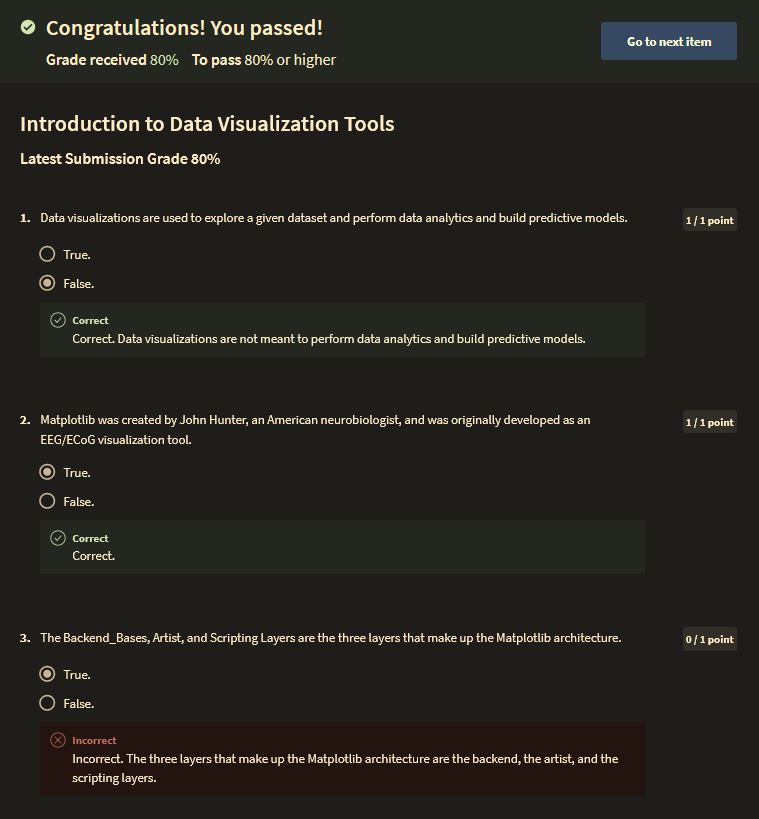 Congratulations! You passed!
Grade received 80% To pass 80% or higher
Go to next item
Introduction to Data Visualization Tools
Latest Submission Grade 80%
1. Data visualizations are used to explore a given dataset and perform data analytics and build predictive models.
1 / 1 point
True.
False.
Correct
Correct. Data visualizations are not meant to perform data analytics and build predictive models.
2. Matplotlib was created by John Hunter, an American neurobiologist, and was originally developed as an
EEG/ECoG visualization tool.
1 / 1 point
True.
False.
Correct
Correct.
3. The Backend_Bases, Artist, and Scripting Layers are the three layers that make up the Matplotlib architecture.
0 / 1 point
True.
False.
Incorrect
Incorrect. The three layers that make up the Matplotlib architecture are the backend, the artist, and the
scripting layers.